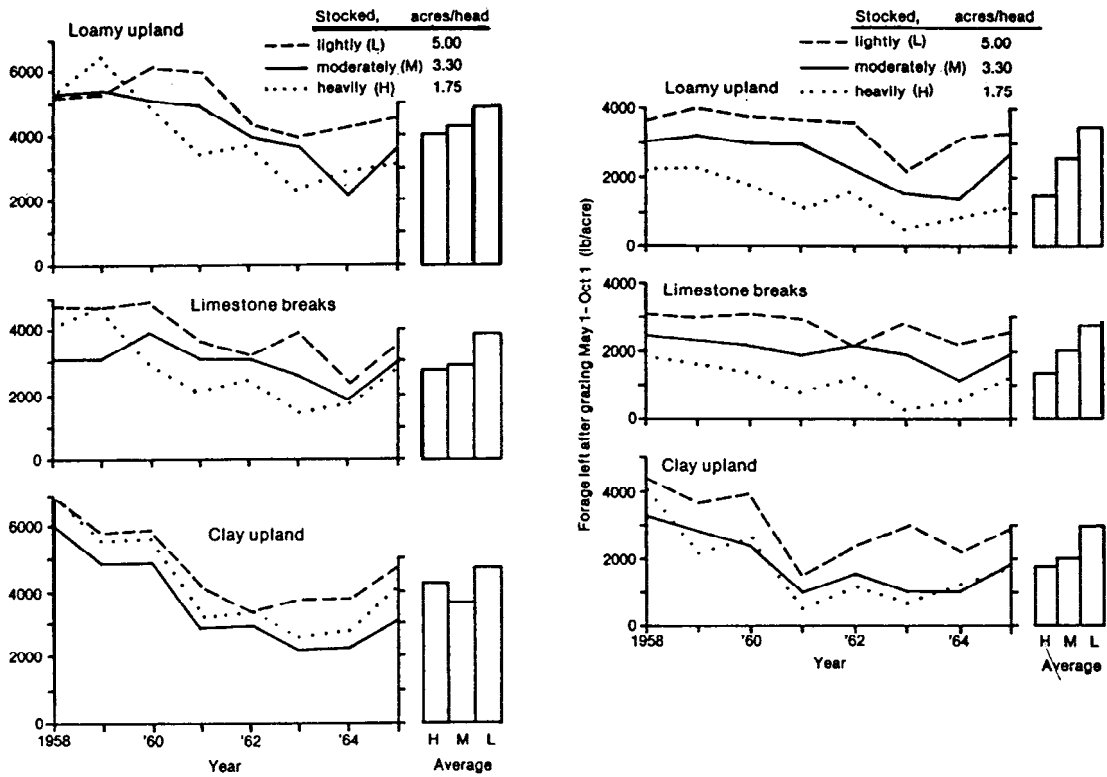 Stocked, acres/head
Loamy upland
lightly (L) 5.00
moderately (M) 3.30
heavily (H) 1.75
6000
4000
2000
0
Limestone breaks
4000
2000
0
Clay upland
6000
4000
2000
0
1958 '60 '62 '64
Year
H M L
Average
Stocked, acres/head
lightly (L) 5.00
moderately (M) 3.30
heavily (H) 1.75
Loamy upland
4000
2000
0
Limestone breaks
4000
2000
0
Clay upland
4000
2000
0
1958 '60 '62 '64
Year
H M L
Average
Forage left after grazing May 1-Oct 1 (lb/acre)